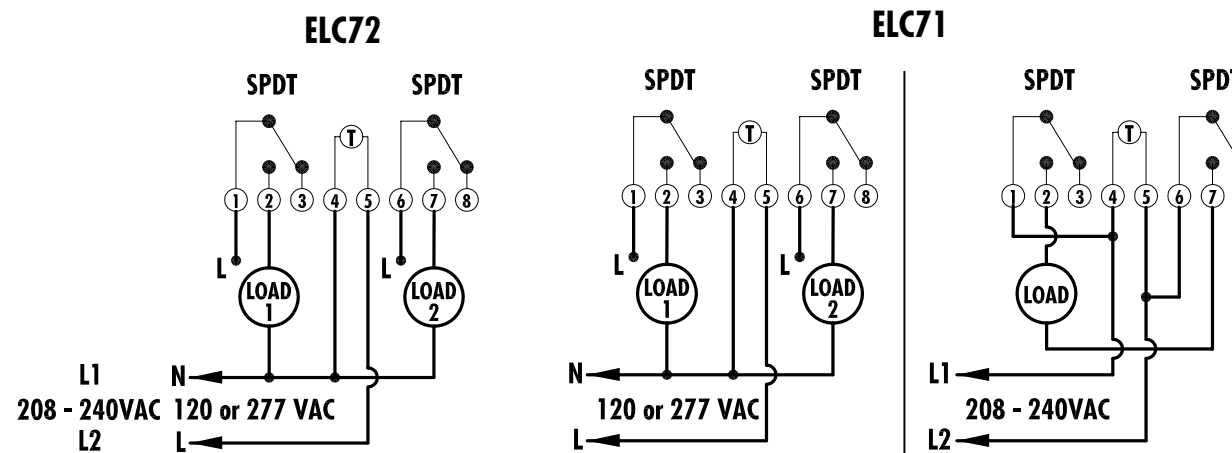 ELC72
SPDT SPDT
T
1 2 3 4 5 6 7 8
L L
LOAD 1 LOAD 2
L1 N
208 - 240VAC 120 or 277 VAC
L2 L
ELC71
SPDT SPDT
T
1 2 3 4 5 6 7 8
L L
LOAD 1 LOAD 2
N
120 or 277 VAC
L
SPDT
T
1 2 3 4 5 6 7
LOAD
L1
208 - 240VAC
L2